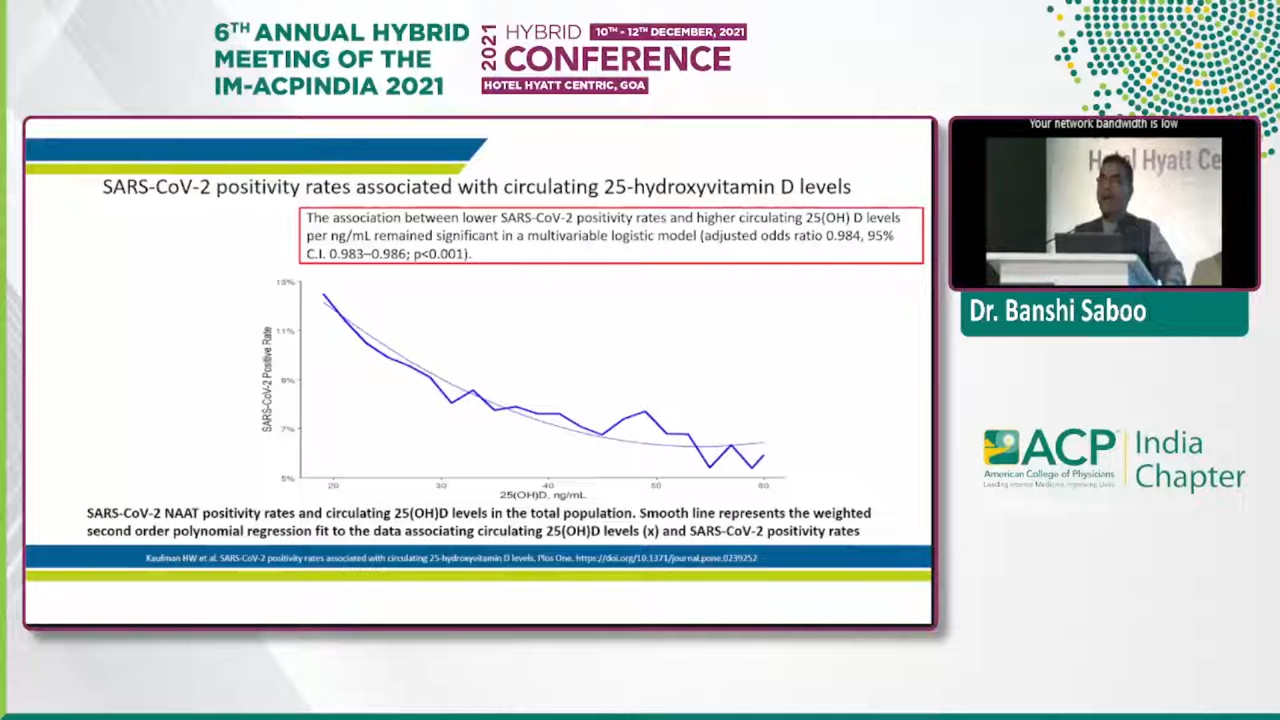 6TH ANNUAL HYBRID
MEETING OF THE
IM-ACPINDIA 2021
2021
HYBRID
10TH - 12TH DECEMBER, 2021
CONFERENCE
HOTEL HYATT CENTRIC, GOA
SARS-CoV-2 positivity rates associated with circulating 25-hydroxyvitamin D levels
The association between lower SARS-CoV-2 positivity rates and higher circulating 25(OH) D levels
per ng/mL remained significant in a multivariable logistic model (adjusted odds ratio 0.984, 95%
C.I. 0.983–0.986; p<0.001).
SARS-CoV-2 Positive Rate
13%
11%
9%
7%
5%
20 30 40 50 60
25(OH)D, ng/mL
SARS-CoV-2 NAAT positivity rates and circulating 25(OH)D levels in the total population. Smooth line represents the weighted
second order polynomial regression fit to the data associating circulating 25(OH)D levels (x) and SARS-CoV-2 positivity rates
Kaufman HW et al. SARS-CoV-2 positivity rates associated with circulating 25-hydroxyvitamin D levels. Plos One. https://doi.org/10.1371/journal.pone.0239252
Your network bandwidth is low
Hotel Hyatt Ce
Dr. Banshi Saboo
ACP
American College of Physicians
Leading Internal Medicine, Improving Lives
India
Chapter